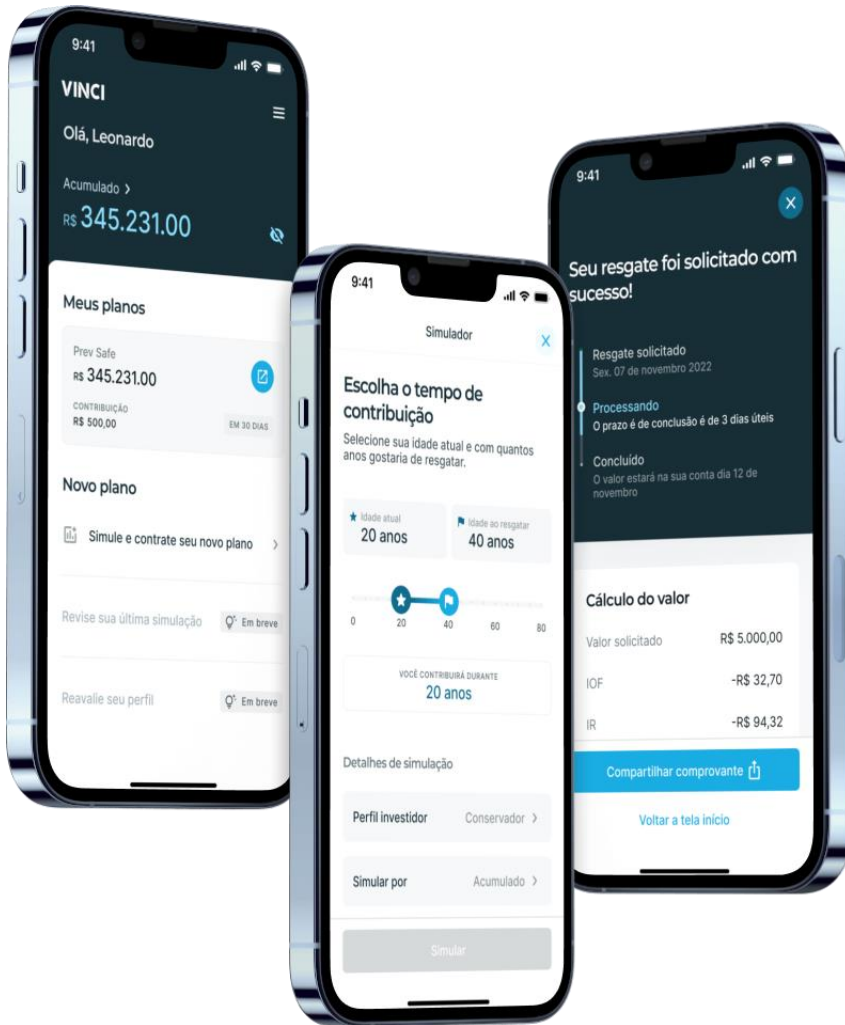 9:41
VINCI
Olá, Leonardo
Acumulado >
R$ 345.231.00
Meus planos
Prev Safe
R$ 345.231.00
CONTRIBUIÇÃO
R$ 500,00
EM 30 DIAS
Novo plano
Simule e contrate seu novo plano >
Revise sua última simulação
Em breve
Reavalie seu perfil
Em breve
9:41
Simulador
X
Escolha o tempo de
contribuição
Selecione sua idade atual e com quantos
anos gostaria de resgatar.
Idade atual
20 anos
Idade ao resgatar
40 anos
0 20 40 60 80
VOCÊ CONTRIBUIRÁ DURANTE
20 anos
Detalhes de simulação
Perfil investidor Conservador >
Simular por Acumulado >
Simular
9:41
X
Seu resgate foi solicitado com
sucesso!
Resgate solicitado
Sex. 07 de novembro 2022
Processando
O prazo é de conclusão é de 3 dias úteis
Concluído
O valor estará na sua conta dia 12 de
novembro
Cálculo do valor
Valor solicitado R$ 5.000,00
IOF -R$ 32,70
IR -R$ 94,32
Compartilhar comprovante
Voltar a tela início